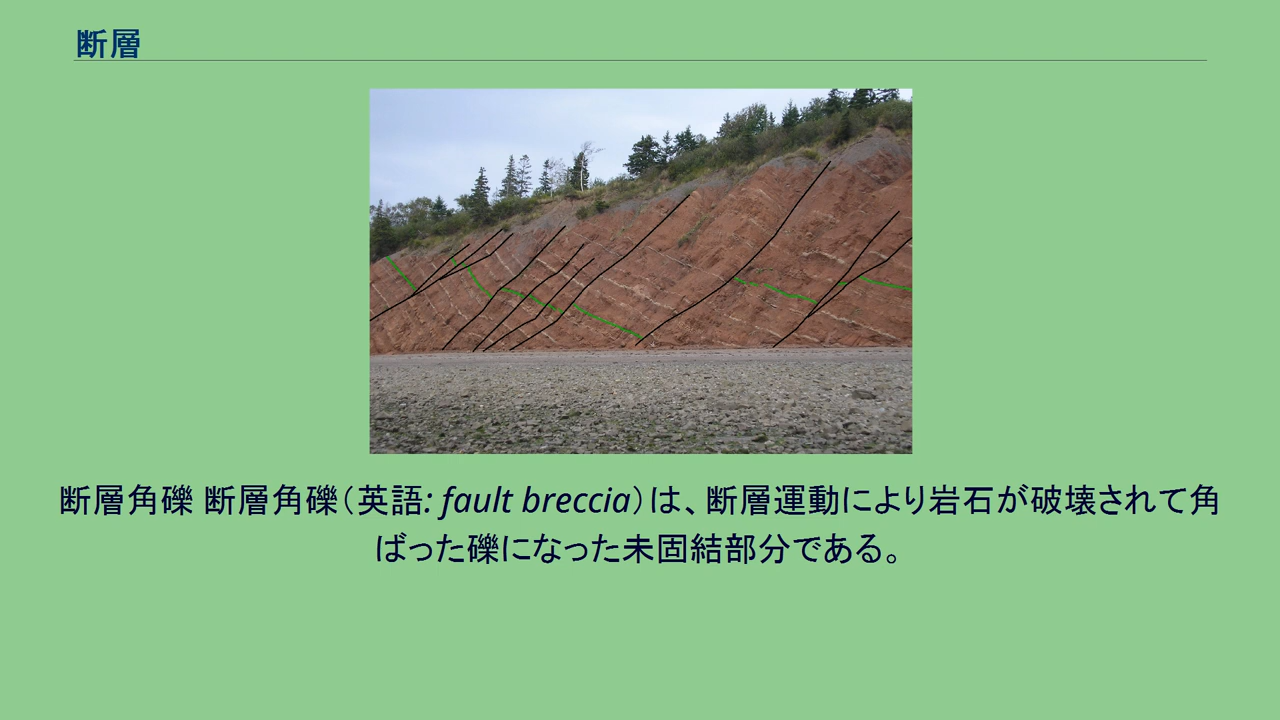 断層
断層角礫 断層角礫（英語: fault breccia）は、断層運動により岩石が破壊されて角
ばった礫になった未固結部分である。